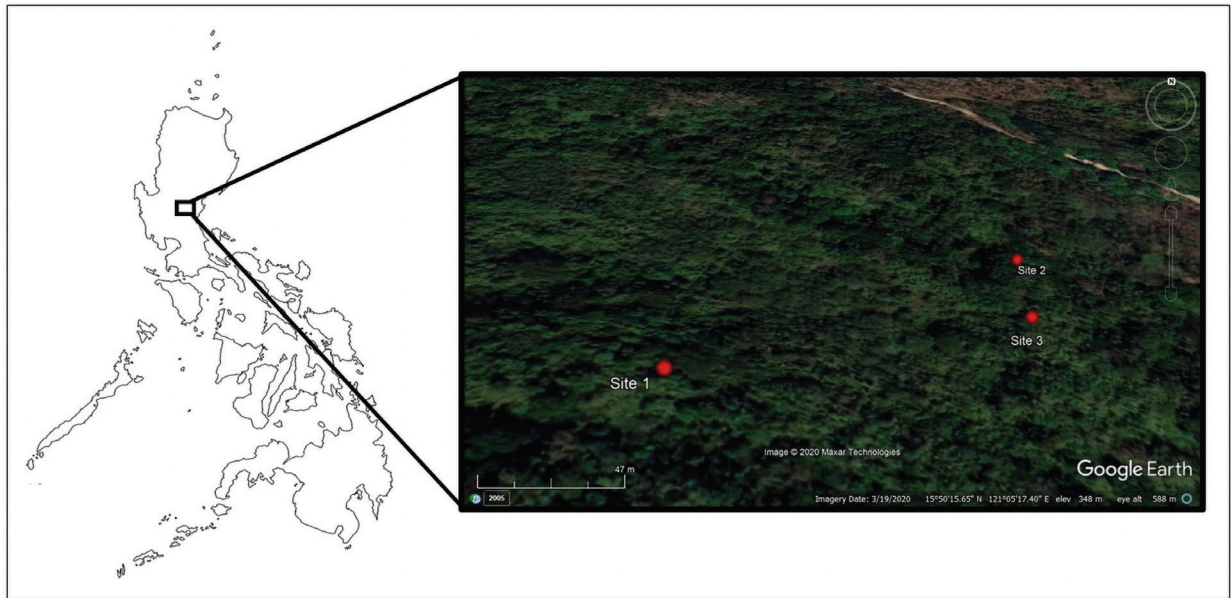 N
Site 2
Site 3
Site 1
Image © 2020 Maxar Technologies
47 m
Google Earth
2005
Imagery Date: 3/19/2020 15°50'15.65" N 121°05'17.40" E elev 348 m eye alt 588 m